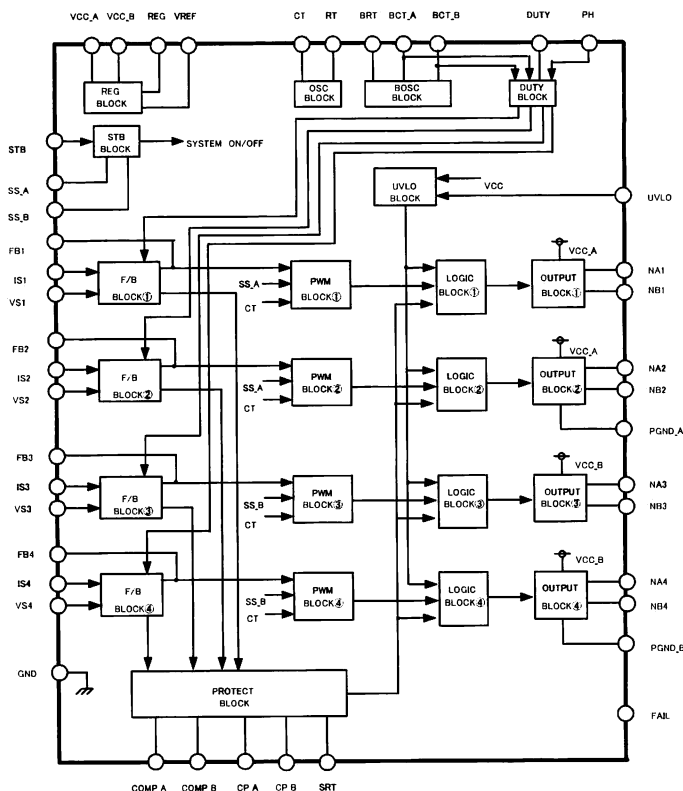 VCC_A VCC_B REG VREF CT RT BRT BCT_A BCT_B DUTY PH
REG
BLOCK
OSC
BLOCK
BOSC
BLOCK
DUTY
BLOCK
STB
STB
BLOCK
SYSTEM ON/OFF
SS_A
SS_B
UVLO
BLOCK
VCC
UVLO
FB1
IS1
VS1
F/B
BLOCK①
SS_A
CT
PWM
BLOCK①
LOGIC
BLOCK①
VCC_A
OUTPUT
BLOCK①
NA1
NB1
FB2
IS2
VS2
F/B
BLOCK②
SS_A
CT
PWM
BLOCK②
LOGIC
BLOCK②
VCC_A
OUTPUT
BLOCK②
NA2
NB2
PGND_A
FB3
IS3
VS3
F/B
BLOCK③
SS_B
CT
PWM
BLOCK③
LOGIC
BLOCK③
VCC_B
OUTPUT
BLOCK③
NA3
NB3
FB4
IS4
VS4
F/B
BLOCK④
SS_B
CT
PWM
BLOCK④
LOGIC
BLOCK④
VCC_B
OUTPUT
BLOCK④
NA4
NB4
PGND_B
GND
PROTECT
BLOCK
FAIL
COMP A COMP B CP A CP B SRT